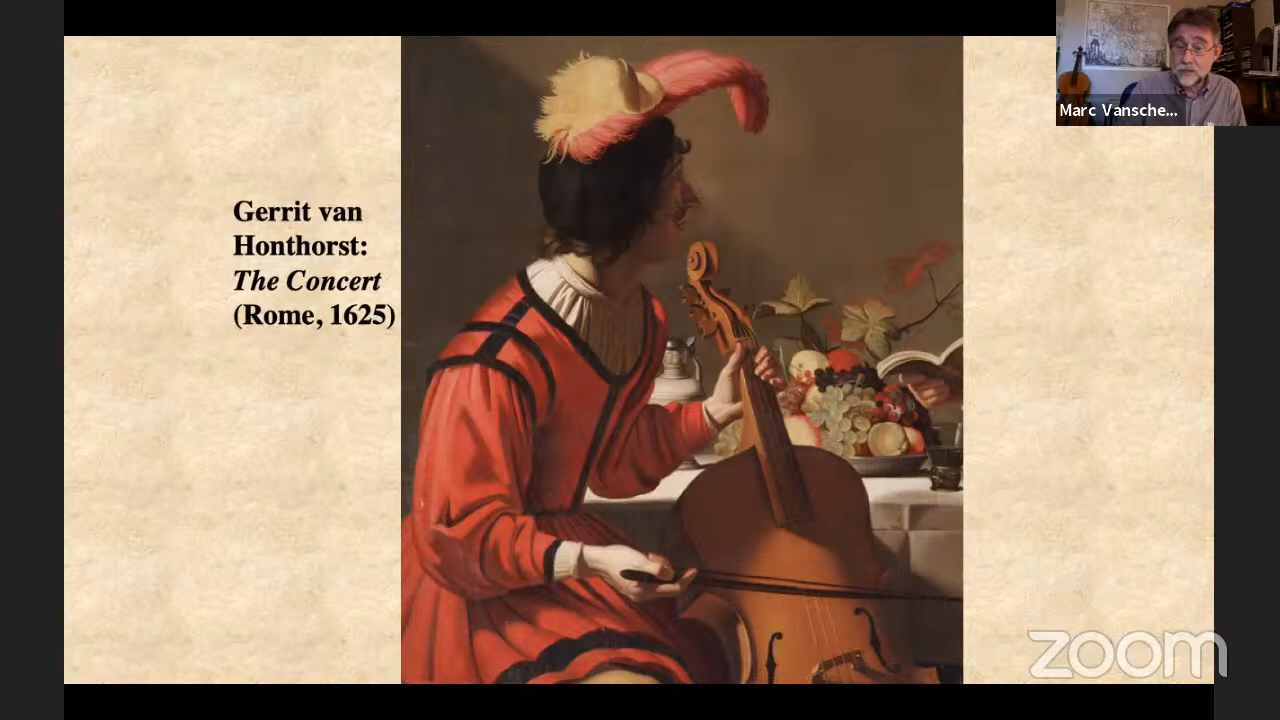 Gerrit van
Honthorst:
The Concert
(Rome, 1625)
Marc Vansche...
zoom